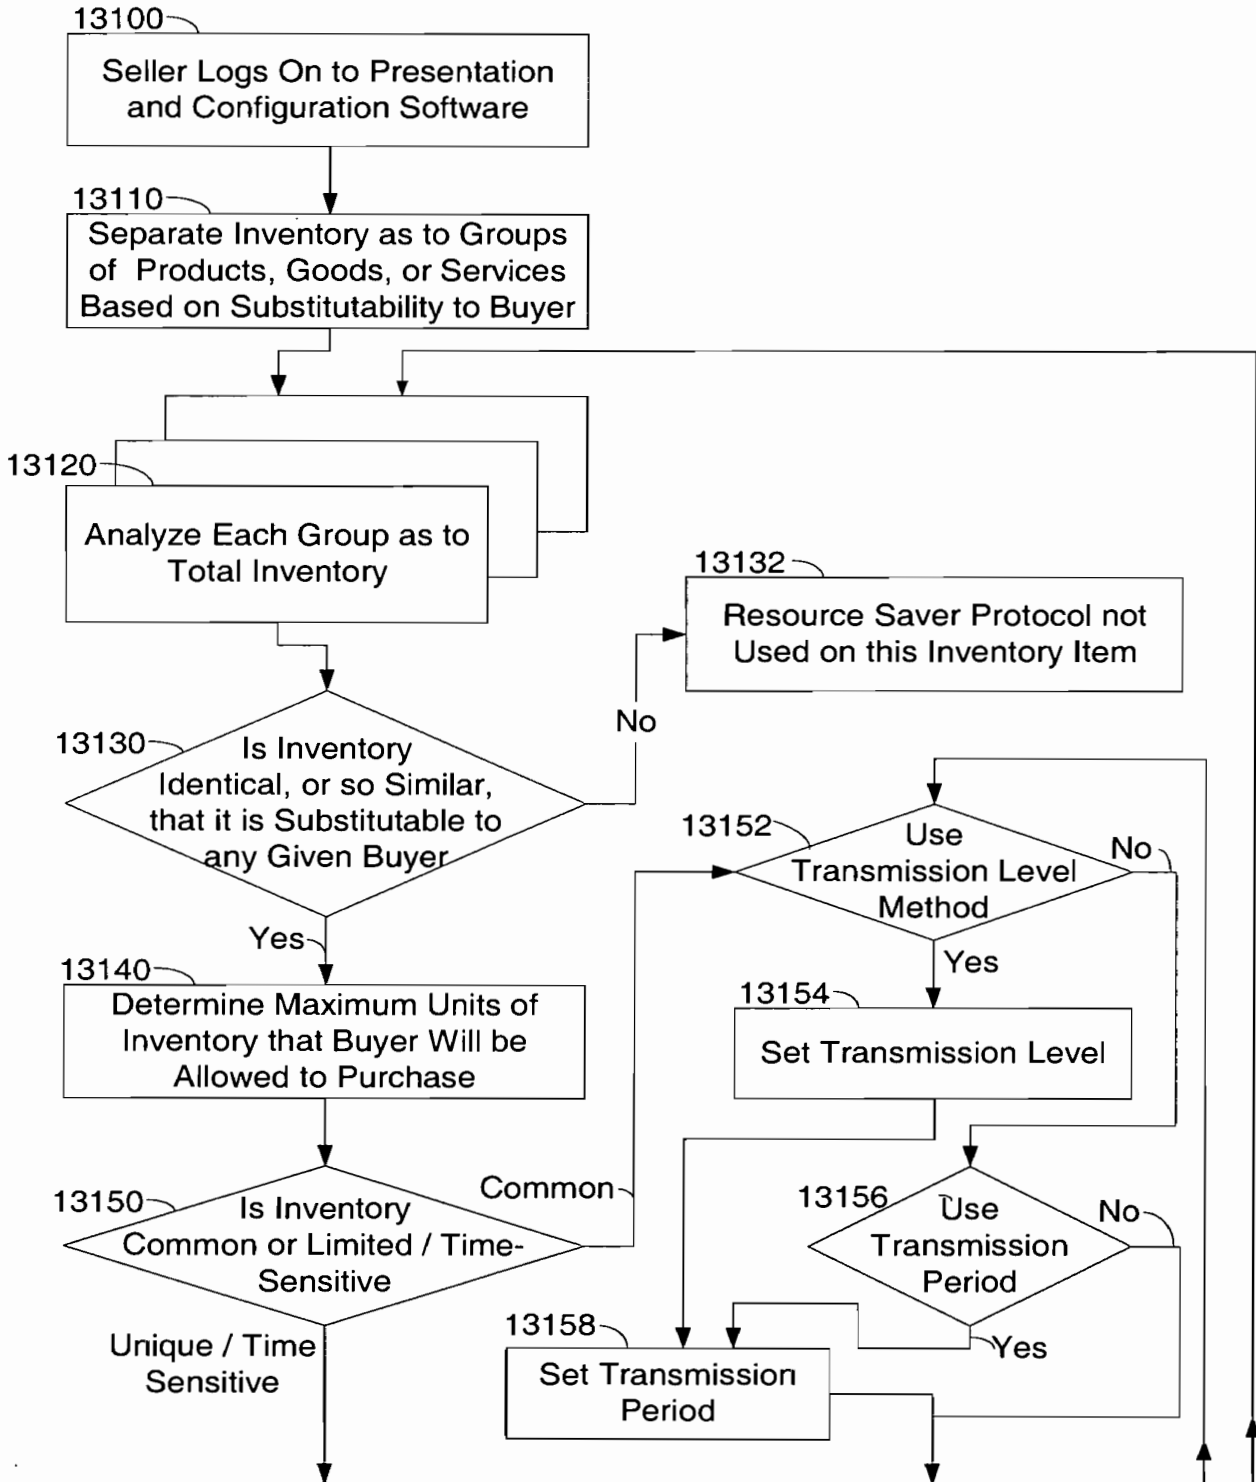 13100
Seller Logs On to Presentation
and Configuration Software
13110
Separate Inventory as to Groups
of Products, Goods, or Services
Based on Substitutability to Buyer
13120
Analyze Each Group as to
Total Inventory
13132
Resource Saver Protocol not
Used on this Inventory Item
No
13130
Is Inventory
Identical, or so Similar,
that it is Substitutable to
any Given Buyer
Yes
13152
Use
Transmission Level
Method
No
Yes
13140
Determine Maximum Units of
Inventory that Buyer Will be
Allowed to Purchase
13154
Set Transmission Level
13150
Is Inventory
Common or Limited / Time-
Sensitive
Common
13156
Use
Transmission
Period
No
Yes
Unique / Time
Sensitive
13158
Set Transmission
Period